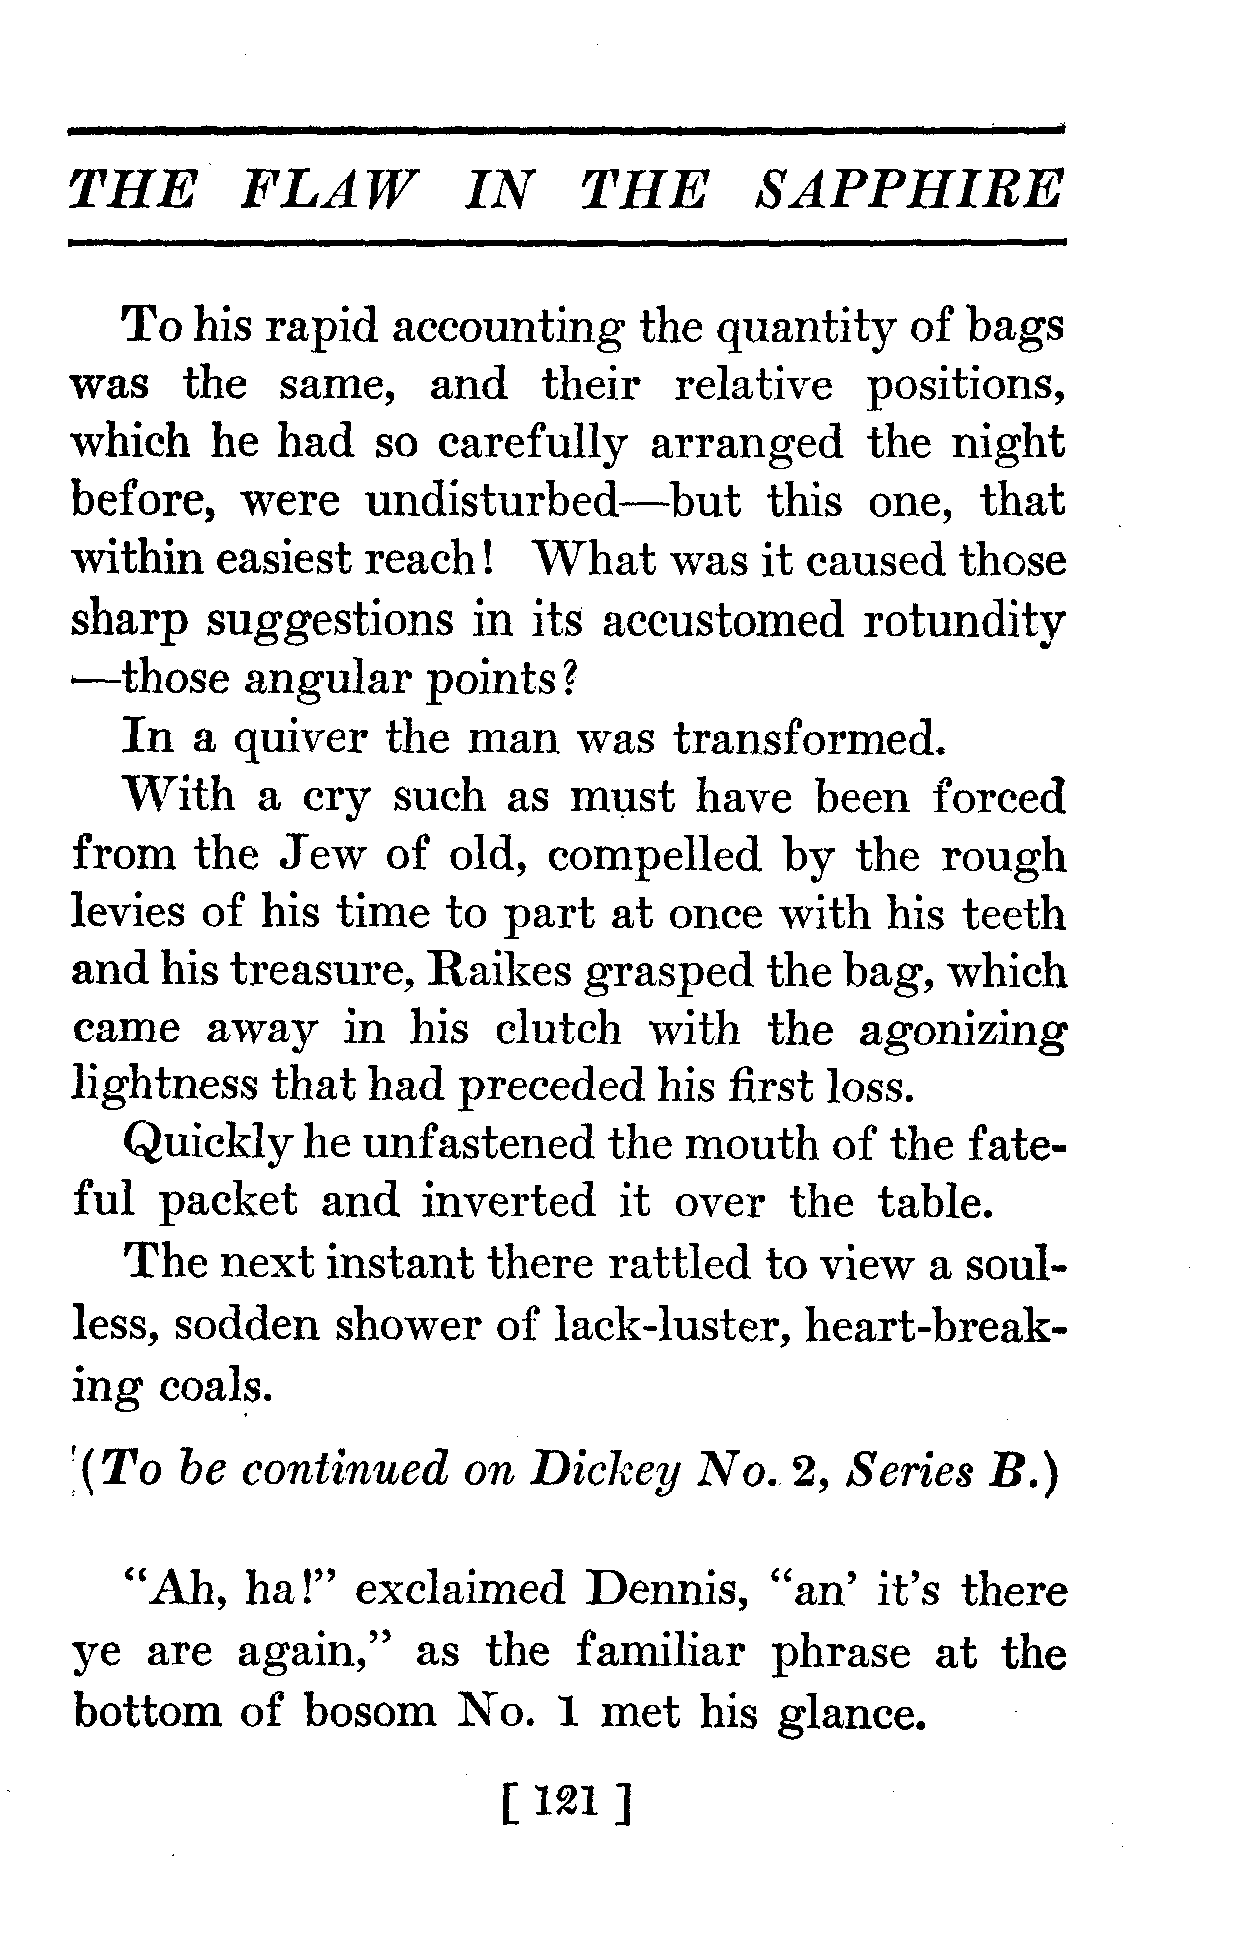 THE FLAW IN THE SAPPHIRE
To his rapid accounting the quantity of bags
was the same, and their relative positions,
which he had so carefully arranged the night
before, were undisturbed—but this one, that
within easiest reach! What was it caused those
sharp suggestions in its accustomed rotundity
—those angular points?
In a quiver the man was transformed.
With a cry such as must have been forced
from the Jew of old, compelled by the rough
levies of his time to part at once with his teeth
and his treasure, Raikes grasped the bag, which
came away in his clutch with the agonizing
lightness that had preceded his first loss.
Quickly he unfastened the mouth of the fate-
ful packet and inverted it over the table.
The next instant there rattled to view a soul-
less, sodden shower of lack-luster, heart-break-
ing coals.
(To be continued on Dickey No. 2, Series B.)
"Ah, ha!" exclaimed Dennis, "an' it's there
ye are again," as the familiar phrase at the
bottom of bosom No. 1 met his glance.
[ 121 ]